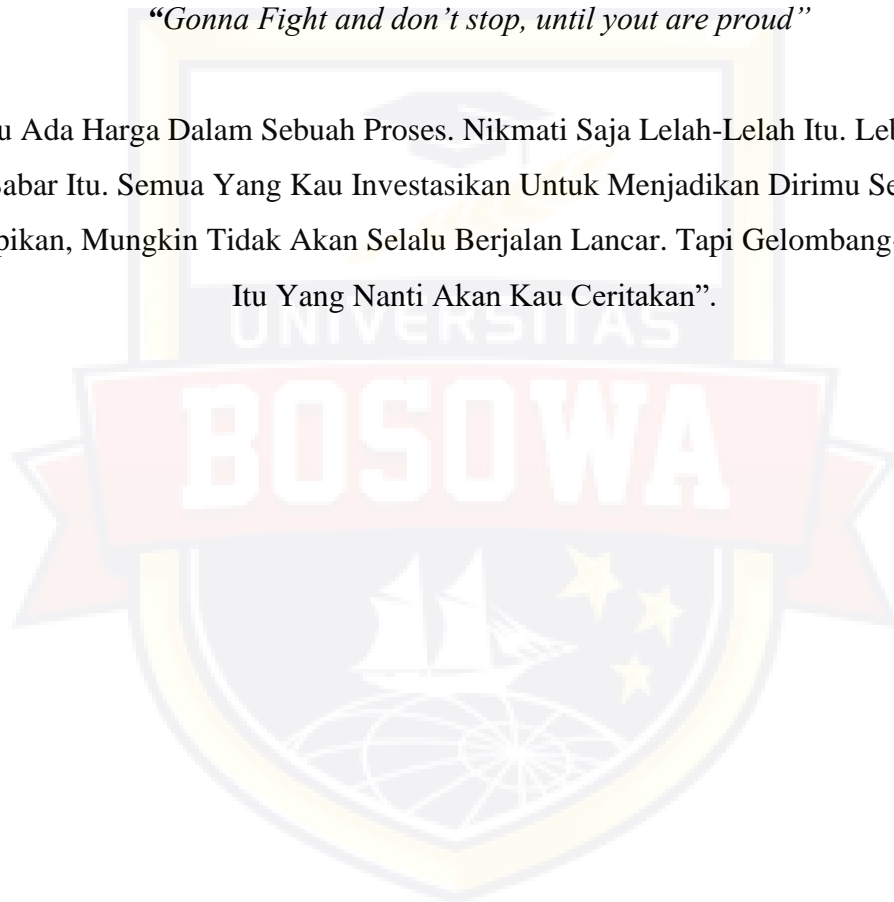 “Gonna Fight and don’t stop, until yout are proud”
u Ada Harga Dalam Sebuah Proses. Nikmati Saja Lelah-Lelah Itu. Leb
abar Itu. Semua Yang Kau Investasikan Untuk Menjadikan Dirimu Se
pikan, Mungkin Tidak Akan Selalu Berjalan Lancar. Tapi Gelombang-
Itu Yang Nanti Akan Kau Ceritakan”.
UNIVERSITAS
BOSOWA